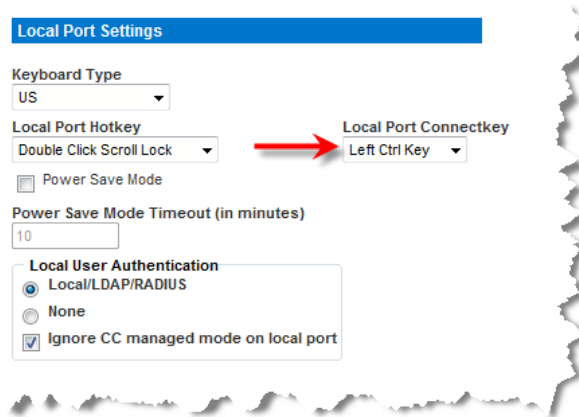 Local Port Settings
Keyboard Type
US
Local Port Hotkey
Local Port Connectkey
Double Click Scroll Lock
Left Ctrl Key
Power Save Mode
Power Save Mode Timeout (in minutes)
10
Local User Authentication
Local/LDAP/RADIUS
None
Ignore CC managed mode on local port